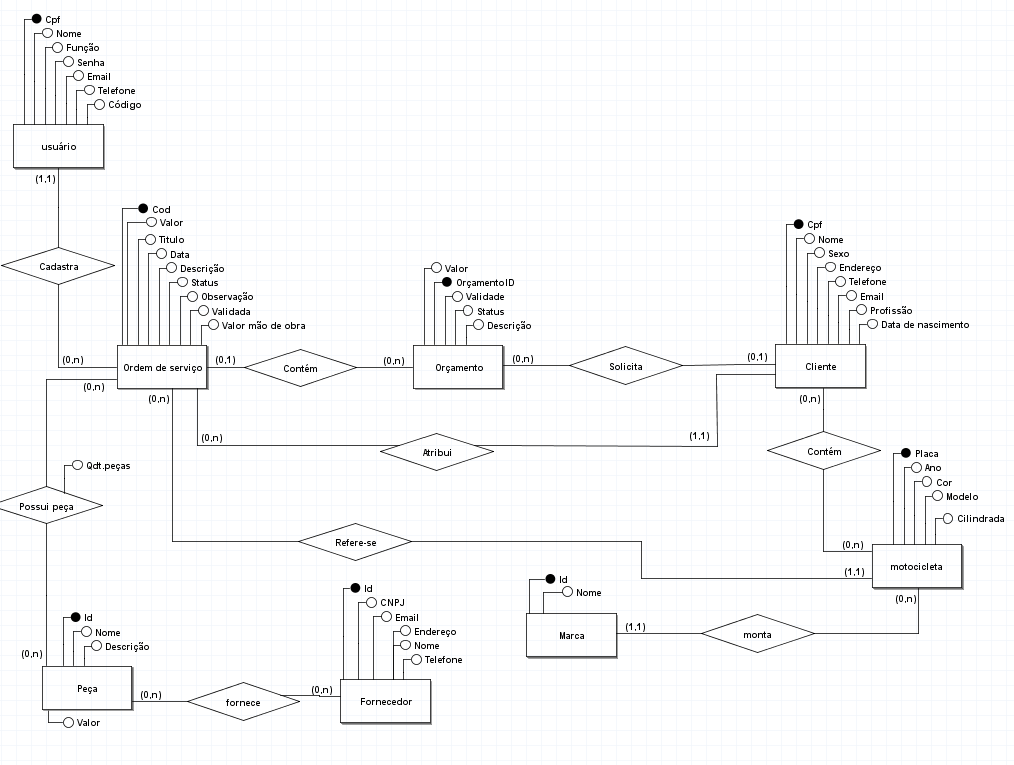 Cpf
Nome
Função
Senha
Email
Telefone
Código
usuário
(1,1)
Cadastra
(0,n)
Cod
Valor
Titulo
Data
Descrição
Status
Observação
Validada
Valor mão de obra
Ordem de serviço
(0,1)
Contém
(0,n)
Valor
OrçamentoID
Validade
Status
Descrição
Orçamento
(0,n)
Solicita
(0,1)
Cpf
Nome
Sexo
Endereço
Telefone
Email
Profissão
Data de nascimento
Cliente
(0,n)
(0,n)
(0,n)
(0,n)
Atribui
(1,1)
Contém
(0,n)
Placa
Ano
Cor
Modelo
Cilindrada
motocicleta
Qdt.peças
Possui peça
Refere-se
(1,1)
(0,n)
Id
Nome
Marca
(1,1)
monta
Id
CNPJ
Email
Endereço
Nome
Telefone
Fornecedor
Id
Nome
Descrição
(0,n)
Peça
(0,n)
fornece
(0,n)
Valor